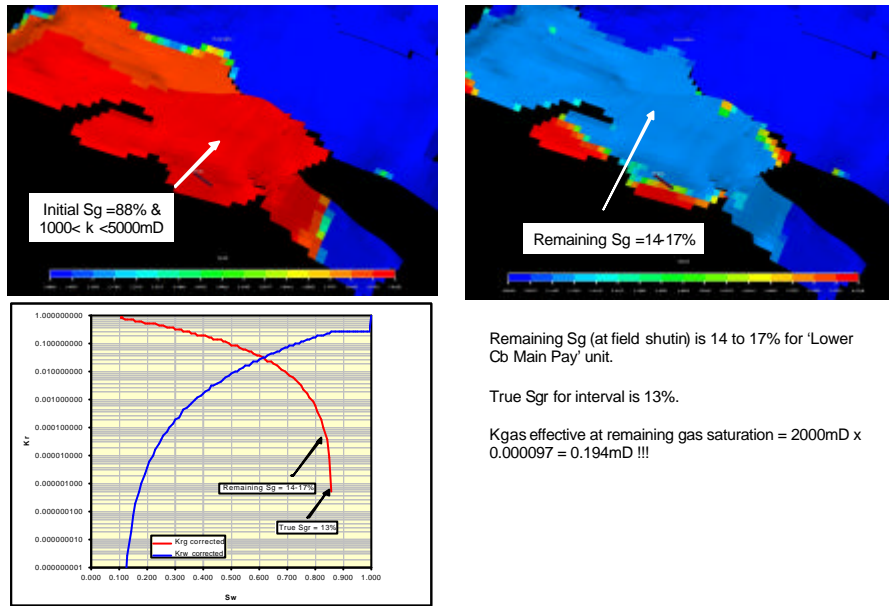 Initial Sg =88% &
1000< k <5000mD
Remaining Sg =14-17%
1.000000000
0.100000000
0.010000000
0.001000000
0.000100000
0.000010000
0.000001000
0.000000100
0.000000010
0.000000001
Kr
Remaining Sg = 14-17%
True Sgr = 13%
Krg corrected
Krw corrected
0.000 0.100 0.200 0.300 0.400 0.500 0.600 0.700 0.800 0.900 1.000
Sw
Remaining Sg (at field shutin) is 14 to 17% for ‘Lower
Cb Main Pay’ unit.
True Sgr for interval is 13%.
Kgas effective at remaining gas saturation = 2000mD x
0.000097 = 0.194mD !!!